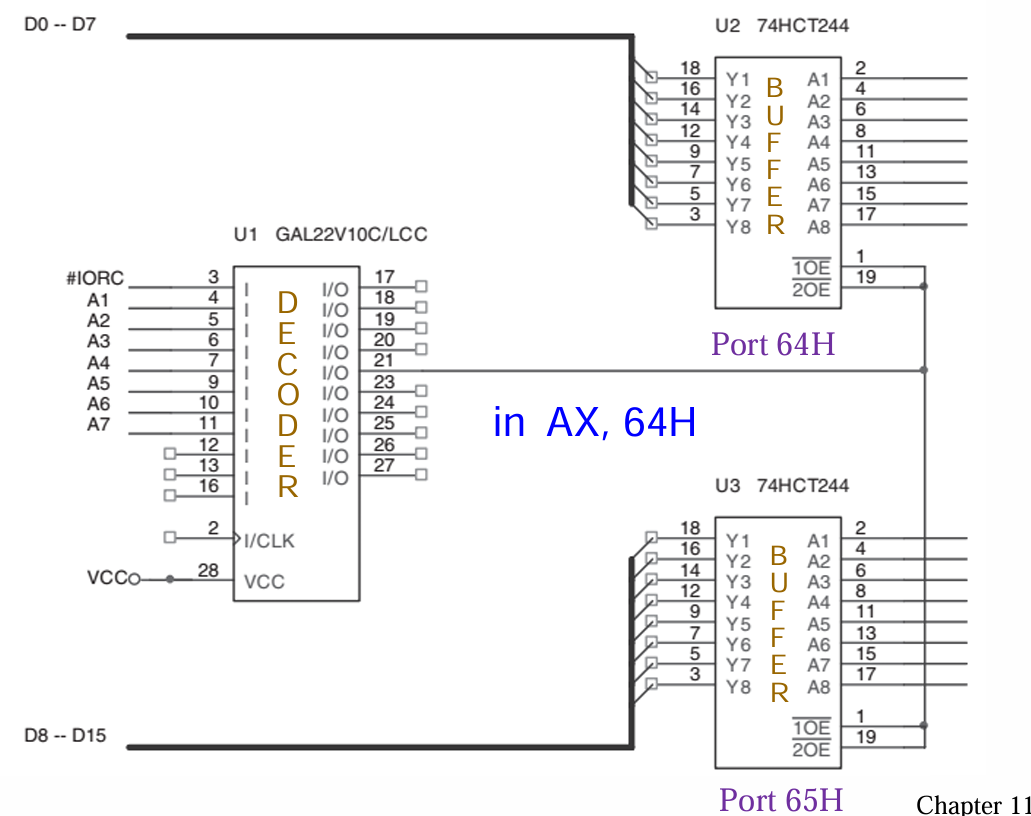 D0 -- D7
U2 74HCT244
18 Y1 A1 2
16 Y2 A2 4
14 Y3 A3 6
12 Y4 A4 8
9 Y5 A5 11
7 Y6 A6 13
5 Y7 A7 15
3 Y8 A8 17
BUFFER
1OE 1
2OE 19
Port 64H
U1 GAL22V10C/LCC
#IORC 3 I I/O 17
A1 4 I I/O 18
A2 5 I I/O 19
A3 6 I I/O 20
A4 7 I I/O 21
A5 9 I I/O 23
A6 10 I I/O 24
A7 11 I I/O 25
12 I I/O 26
13 I I/O 27
16 I
DECODER
2 I/CLK
VCC 28 VCC
in AX, 64H
U3 74HCT244
18 Y1 A1 2
16 Y2 A2 4
14 Y3 A3 6
12 Y4 A4 8
9 Y5 A5 11
7 Y6 A6 13
5 Y7 A7 15
3 Y8 A8 17
BUFFER
1OE 1
2OE 19
D8 -- D15
Port 65H
Chapter 11